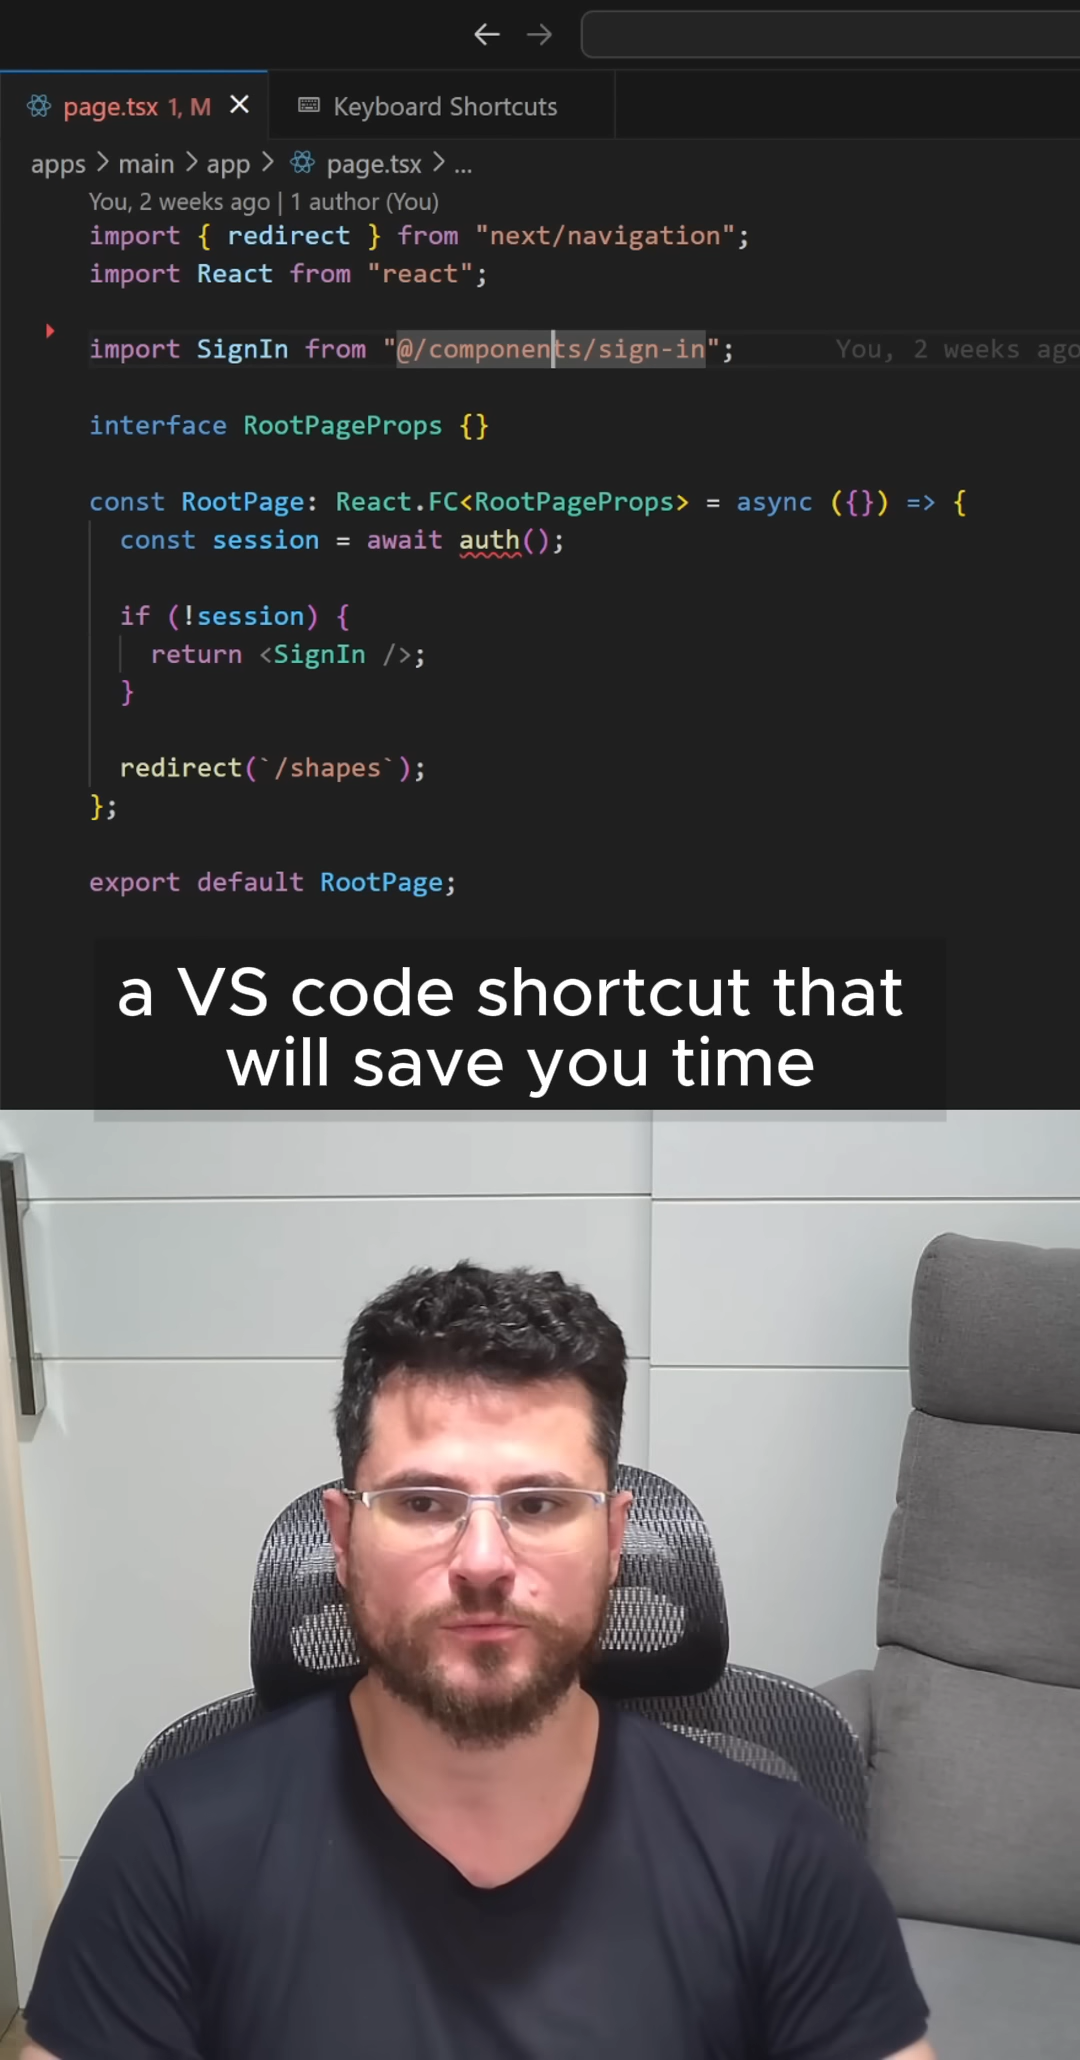 page.tsx 1, M
Keyboard Shortcuts
apps > main > app > page.tsx > ...
You, 2 weeks ago | 1 author (You)
import { redirect } from "next/navigation";
import React from "react";
import SignIn from "@/components/sign-in"; You, 2 weeks ago
interface RootPageProps {}
const RootPage: React.FC<RootPageProps> = async ({}) => {
const session = await auth();
if (!session) {
return <SignIn />;
}
redirect(`/shapes`);
};
export default RootPage;
a VS code shortcut that
will save you time